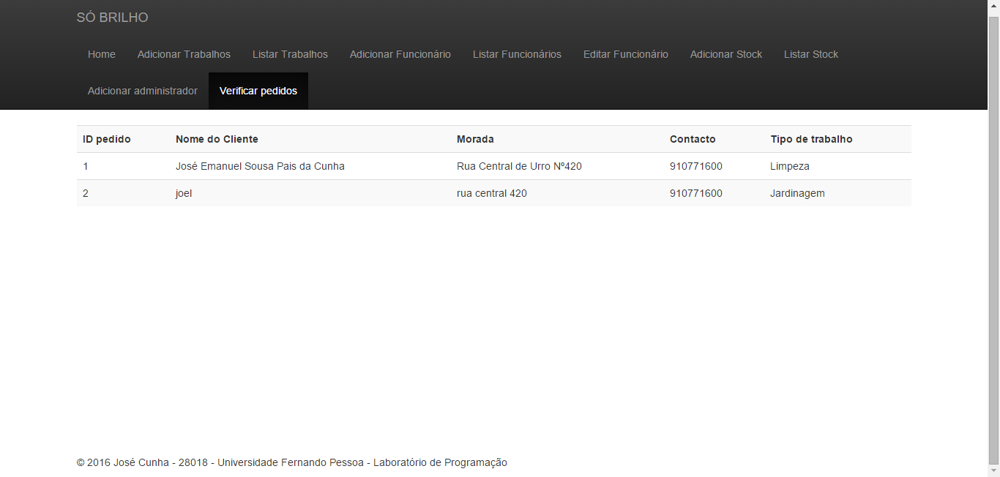 SÓ BRILHO
Home Adicionar Trabalhos Listar Trabalhos Adicionar Funcionário Listar Funcionários Editar Funcionário Adicionar Stock Listar Stock
Adicionar administrador Verificar pedidos
ID pedido Nome do Cliente Morada Contacto Tipo de trabalho
1 José Emanuel Sousa Pais da Cunha Rua Central de Urro Nº420 910771600 Limpeza
2 joel rua central 420 910771600 Jardinagem
© 2016 José Cunha - 28018 - Universidade Fernando Pessoa - Laboratório de Programação